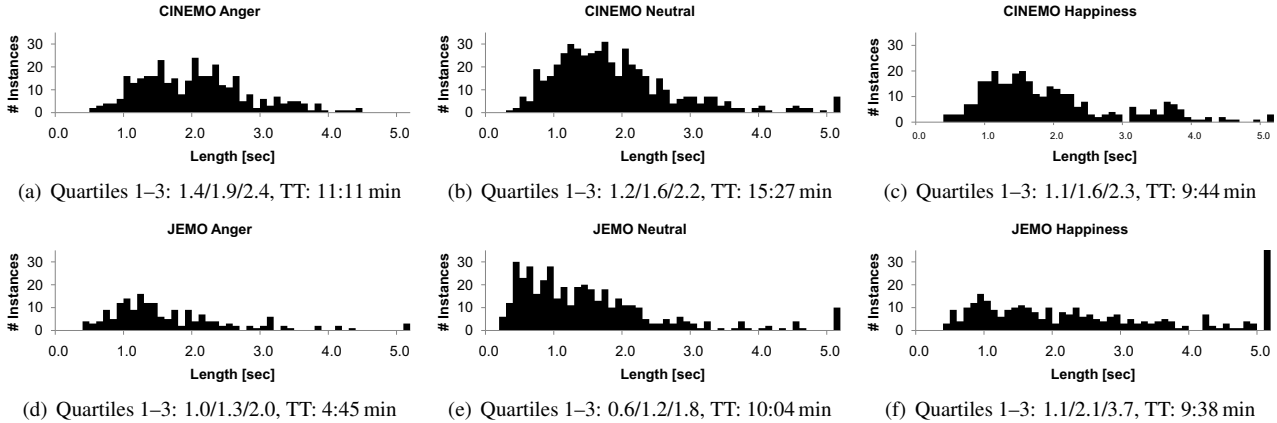 CINEMO Anger
# Instances
30
20
10
0
0.0 1.0 2.0 3.0 4.0 5.0
Length [sec]
(a) Quartiles 1–3: 1.4/1.9/2.4, TT: 11:11 min
CINEMO Neutral
# Instances
30
20
10
0
0.0 1.0 2.0 3.0 4.0 5.0
Length [sec]
(b) Quartiles 1–3: 1.2/1.6/2.2, TT: 15:27 min
CINEMO Happiness
# Instances
30
20
10
0
0.0 1.0 2.0 3.0 4.0 5.0
Length [sec]
(c) Quartiles 1–3: 1.1/1.6/2.3, TT: 9:44 min
JEMO Anger
# Instances
30
20
10
0
0.0 1.0 2.0 3.0 4.0 5.0
Length [sec]
(d) Quartiles 1–3: 1.0/1.3/2.0, TT: 4:45 min
JEMO Neutral
# Instances
30
20
10
0
0.0 1.0 2.0 3.0 4.0 5.0
Length [sec]
(e) Quartiles 1–3: 0.6/1.2/1.8, TT: 10:04 min
JEMO Happiness
# Instances
30
20
10
0
0.0 1.0 2.0 3.0 4.0 5.0
Length [sec]
(f) Quartiles 1–3: 1.1/2.1/3.7, TT: 9:38 min